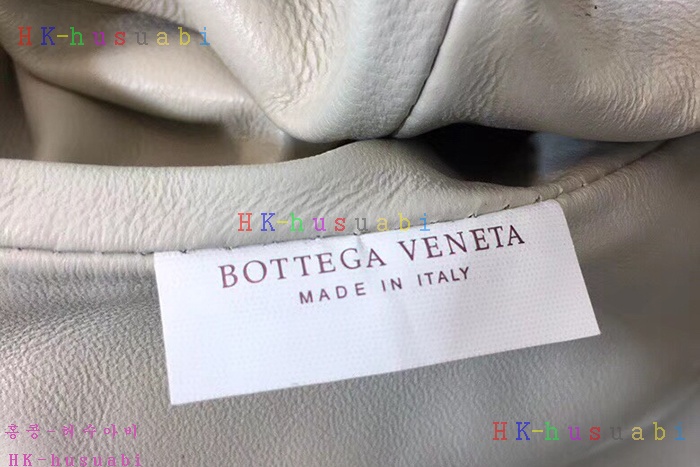 HK-husuabi
HK-husuabi
BOTTEGA VENETA
MADE IN ITALY
HK-husuabi
홍콩-허수아비
HK-husuabi